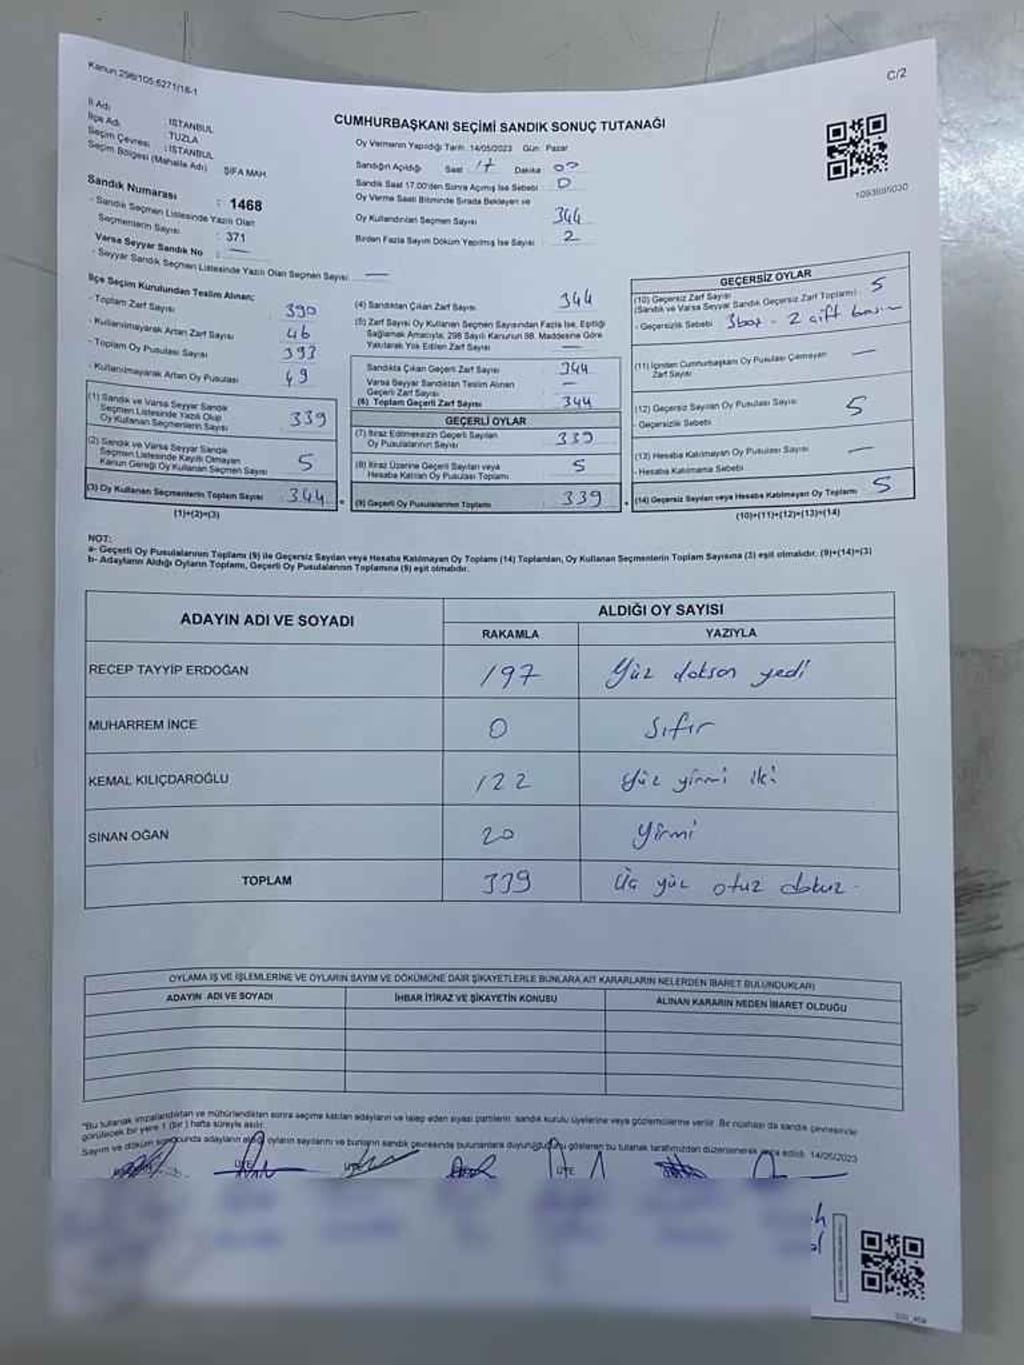 Kanun:298/105-6271/18-1
C/2
İl Adı : İSTANBUL
İlçe Adı : TUZLA
Seçim Çevresi : İSTANBUL
Seçim Bölgesi (Mahalle Adı) ŞİFA MAH.
Sandık Numarası : 1468
- Sandık Seçmen Listesinde Yazılı Olan
Seçmenlerin Sayısı : 371
Varsa Seyyar Sandık No : —
- Seyyar Sandık Seçmen Listesinde Yazılı Olan Seçmen Sayısı —
CUMHURBAŞKANI SEÇİMİ SANDIK SONUÇ TUTANAĞI
Oy Vermenin Yapıldığı Tarih: 14/05/2023 Gün: Pazar
Sandığın Açıldığı Saat 17 Dakika 00
Sandık Saat 17.00'den Sonra Açılmış İse Sebebi 0
Oy Verme Saati Bitiminde Sırada Bekleyen ve
Oy Kullandırılan Seçmen Sayısı 344
Birden Fazla Sayım Döküm Yapılmış İse Sayısı 2
İlçe Seçim Kurulundan Teslim Alınan;
- Toplam Zarf Sayısı 390
- Kullanılmayarak Artan Zarf Sayısı 46
- Toplam Oy Pusulası Sayısı 393
- Kullanılmayarak Artan Oy Pusulası 49
(1) Sandık ve Varsa Seyyar Sandık
Seçmen Listesinde Yazılı Olup
Oy Kullanan Seçmenlerin Sayısı 339
(2) Sandık ve Varsa Seyyar Sandık
Seçmen Listesinde Kayıtlı Olmayan
Kanun Gereği Oy Kullanan Seçmen Sayısı 5
(3) Oy Kullanan Seçmenlerin Toplam Sayısı 344
(1)+(2)=(3)
(4) Sandıktan Çıkan Zarf Sayısı 344
(5) Zarf Sayısı Oy Kullanan Seçmen Sayısından Fazla İse, Eşitliği
Sağlamak Amacıyla, 298 Sayılı Kanunun 98. Maddesine Göre
Yakılarak Yok Edilen Zarf Sayısı —
Sandıkta Çıkan Geçerli Zarf Sayısı 344
Varsa Seyyar Sandıktan Teslim Alınan
Geçerli Zarf Sayısı —
(6) Toplam Geçerli Zarf Sayısı 344
GEÇERLİ OYLAR
(7) İtiraz Edilmeksizin Geçerli Sayılan
Oy Pusulalarının Sayısı 339
(8) İtiraz Üzerine Geçerli Sayılan veya
Hesaba Katılan Oy Pusulası Toplamı 5
(9) Geçerli Oy Pusulalarının Toplamı 339
GEÇERSİZ OYLAR
(10) Geçersiz Zarf Sayısı
(Sandık ve Varsa Seyyar Sandık Geçersiz Zarf Toplamı) 5
- Geçersizlik Sebebi 3 boş - 2 çift basım
(11) İçinden Cumhurbaşkanı Oy Pusulası Çıkmayan
Zarf Sayısı —
(12) Geçersiz Sayılan Oy Pusulası Sayısı 5
- Geçersizlik Sebebi
(13) Hesaba Katılmayan Oy Pusulası Sayısı —
- Hesaba Katılmama Sebebi
(14) Geçersiz Sayılan veya Hesaba Katılmayan Oy Toplamı 5
(10)+(11)+(12)+(13)=(14)
NOT:
a- Geçerli Oy Pusulalarının Toplamı (9) ile Geçersiz Sayılan veya Hesaba Katılmayan Oy Toplamı (14) Toplamları, Oy Kullanan Seçmenlerin Toplam Sayısına (3) eşit olmalıdır. (9)+(14)=(3)
b- Adayların Aldığı Oyların Toplamı, Geçerli Oy Pusulalarının Toplamına (9) eşit olmalıdır.
ADAYIN ADI VE SOYADI
ALDIĞI OY SAYISI
RAKAMLA YAZIYLA
RECEP TAYYİP ERDOĞAN 197 Yüz doksan yedi
MUHARREM İNCE 0 Sıfır
KEMAL KILIÇDAROĞLU 122 Yüz yirmi iki
SİNAN OĞAN 20 Yirmi
TOPLAM 339 Üç yüz otuz dokuz
OYLAMA İŞ VE İŞLEMLERİNE VE OYLARIN SAYIM VE DÖKÜMÜNE DAİR ŞİKAYETLERLE BUNLARA AİT KARARLARIN NELERDEN İBARET BULUNDUKLARI
ADAYIN ADI VE SOYADI İHBAR İTİRAZ VE ŞİKAYETİN KONUSU ALINAN KARARIN NEDEN İBARET OLDUĞU
"Bu tutanak imzalandıktan ve mühürlendikten sonra seçime katılan adayların ve talep eden siyasi partilerin sandık kurulu üyelerine veya gözlemcilerine verilir. Bir nüshası da sandık çevresinde
görülecek bir yere 1 (bir) hafta süreyle asılır.
Sayım ve döküm sonucunda adayların aldığı oyların sayılarını ve bunların sandık çevresinde bulunanlara duyurulduğunu gösteren bu tutanak tarafımızdan düzenlenerek imza edildi. 14/05/2023
ÜYE